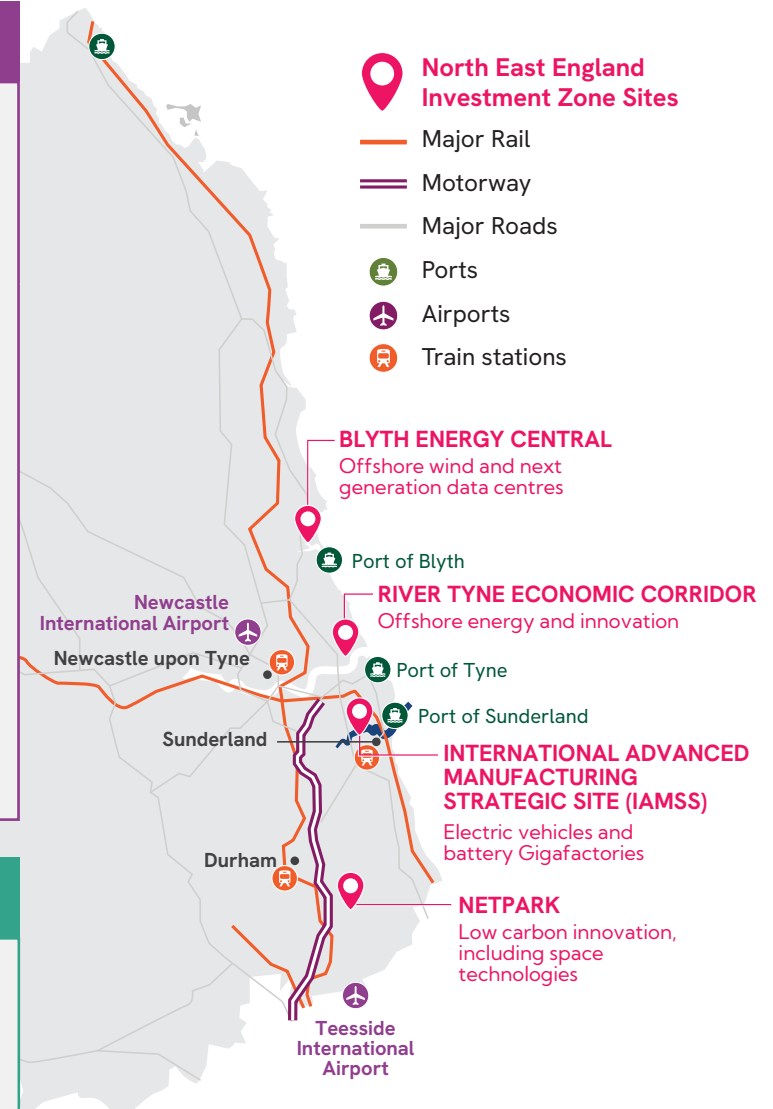 North East England
Investment Zone Sites
Major Rail
Motorway
Major Roads
Ports
Airports
Train stations
BLYTH ENERGY CENTRAL
Offshore wind and next
generation data centres
Port of Blyth
RIVER TYNE ECONOMIC CORRIDOR
Offshore energy and innovation
Newcastle
International Airport
Newcastle upon Tyne
Port of Tyne
Port of Sunderland
Sunderland
INTERNATIONAL ADVANCED
MANUFACTURING
STRATEGIC SITE (IAMSS)
Electric vehicles and
battery Gigafactories
Durham
NETPARK
Low carbon innovation,
including space
technologies
Teesside
International
Airport